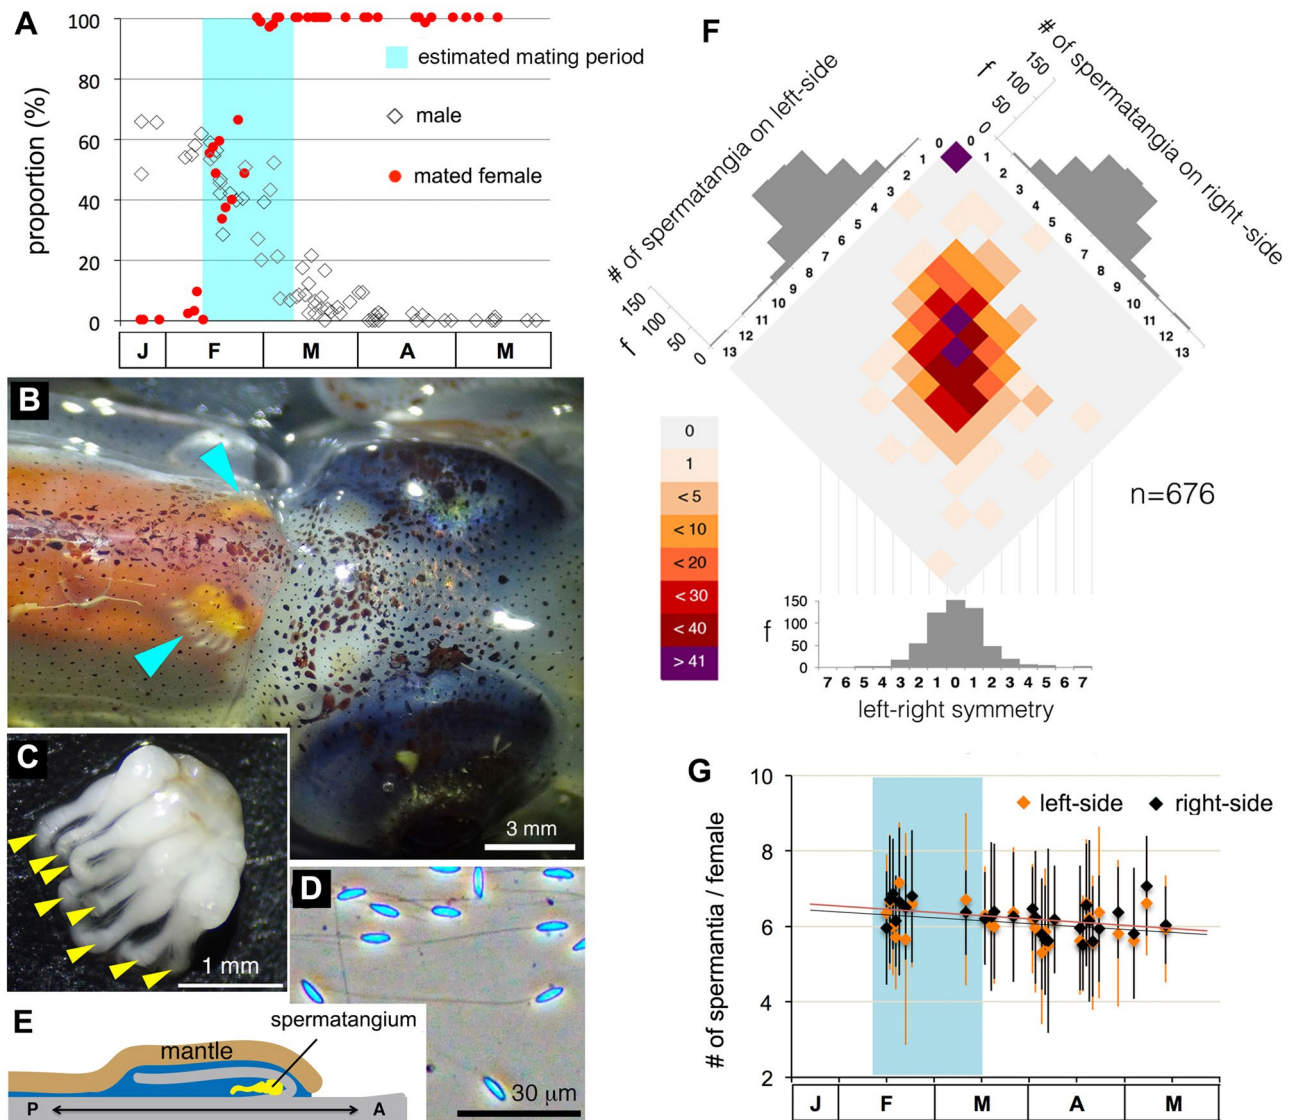 A
proportion (%)
100
80
60
40
20
0
estimated mating period
male
mated female
J F M A M
B
3 mm
C
1 mm
D
30 μm
E
spermatangium
mantle
P A
F
# of spermatangia on left-side
# of spermatangia on right -side
f
150
100
50
0
f
150
100
50
0
0 1 2 3 4 5 6 7 8 9 10 11 12 13
0 1 2 3 4 5 6 7 8 9 10 11 12 13
0
1
< 5
< 10
< 20
< 30
< 40
> 41
n=676
f
150
100
50
0
7 6 5 4 3 2 1 0 1 2 3 4 5 6 7
left-right symmetry
G
# of spermantia / female
10
8
6
4
2
left-side right-side
J F M A M